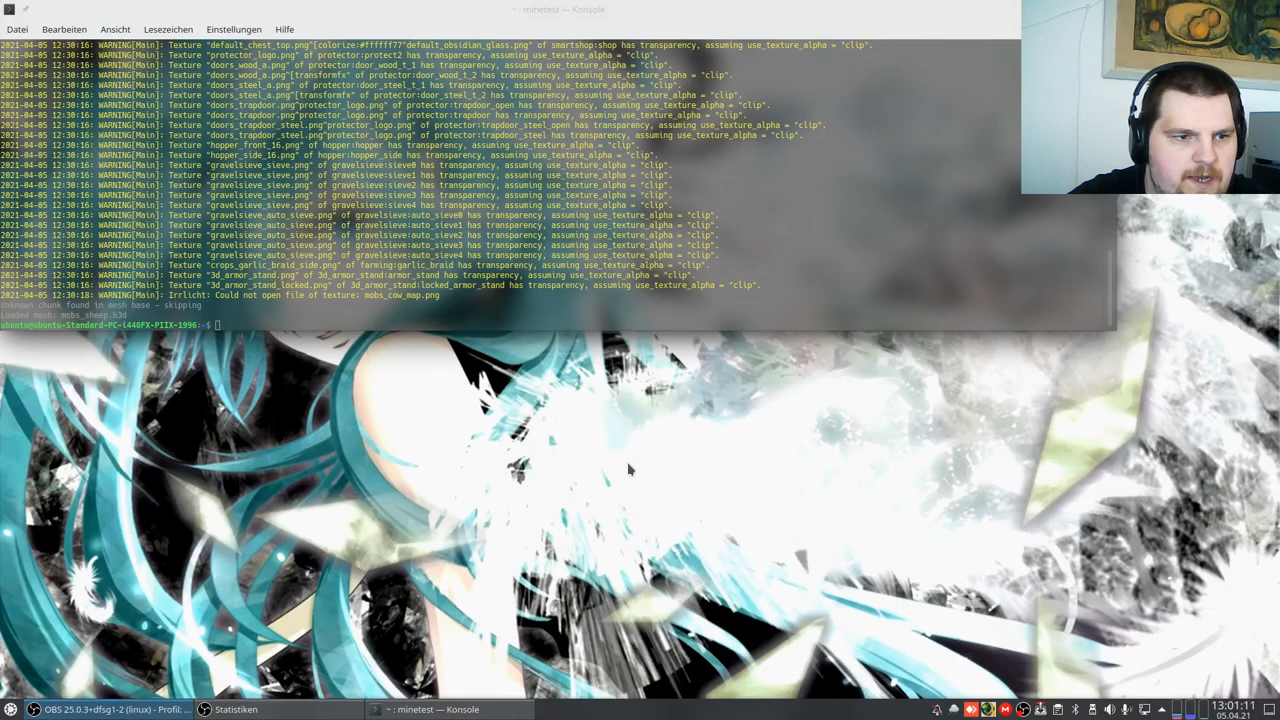 ~ : minetest — Konsole
Datei Bearbeiten Ansicht Lesezeichen Einstellungen Hilfe
2021-04-05 12:30:16: WARNING[Main]: Texture "default_chest_top.png^[colorize:#ffffff77^default_obsidian_glass.png" of smartshop:shop has transparency, assuming use_texture_alpha = "clip".
2021-04-05 12:30:16: WARNING[Main]: Texture "protector_logo.png" of protector:protect2 has transparency, assuming use_texture_alpha = "clip".
2021-04-05 12:30:16: WARNING[Main]: Texture "doors_wood_a.png" of protector:door_wood_t_1 has transparency, assuming use_texture_alpha = "clip".
2021-04-05 12:30:16: WARNING[Main]: Texture "doors_wood_a.png^[transformfx" of protector:door_wood_t_2 has transparency, assuming use_texture_alpha = "clip".
2021-04-05 12:30:16: WARNING[Main]: Texture "doors_steel_a.png" of protector:door_steel_t_1 has transparency, assuming use_texture_alpha = "clip".
2021-04-05 12:30:16: WARNING[Main]: Texture "doors_steel_a.png^[transformfx" of protector:door_steel_t_2 has transparency, assuming use_texture_alpha = "clip".
2021-04-05 12:30:16: WARNING[Main]: Texture "doors_trapdoor.png^protector_logo.png" of protector:trapdoor_open has transparency, assuming use_texture_alpha = "clip".
2021-04-05 12:30:16: WARNING[Main]: Texture "doors_trapdoor.png^protector_logo.png" of protector:trapdoor has transparency, assuming use_texture_alpha = "clip".
2021-04-05 12:30:16: WARNING[Main]: Texture "doors_trapdoor_steel.png^protector_logo.png" of protector:trapdoor_steel_open has transparency, assuming use_texture_alpha = "clip".
2021-04-05 12:30:16: WARNING[Main]: Texture "doors_trapdoor_steel.png^protector_logo.png" of protector:trapdoor_steel has transparency, assuming use_texture_alpha = "clip".
2021-04-05 12:30:16: WARNING[Main]: Texture "hopper_front_16.png" of hopper:hopper has transparency, assuming use_texture_alpha = "clip".
2021-04-05 12:30:16: WARNING[Main]: Texture "hopper_side_16.png" of hopper:hopper_side has transparency, assuming use_texture_alpha = "clip".
2021-04-05 12:30:16: WARNING[Main]: Texture "gravelsieve_sieve.png" of gravelsieve:sieve0 has transparency, assuming use_texture_alpha = "clip".
2021-04-05 12:30:16: WARNING[Main]: Texture "gravelsieve_sieve.png" of gravelsieve:sieve1 has transparency, assuming use_texture_alpha = "clip".
2021-04-05 12:30:16: WARNING[Main]: Texture "gravelsieve_sieve.png" of gravelsieve:sieve2 has transparency, assuming use_texture_alpha = "clip".
2021-04-05 12:30:16: WARNING[Main]: Texture "gravelsieve_sieve.png" of gravelsieve:sieve3 has transparency, assuming use_texture_alpha = "clip".
2021-04-05 12:30:16: WARNING[Main]: Texture "gravelsieve_sieve.png" of gravelsieve:sieve4 has transparency, assuming use_texture_alpha = "clip".
2021-04-05 12:30:16: WARNING[Main]: Texture "gravelsieve_auto_sieve.png" of gravelsieve:auto_sieve0 has transparency, assuming use_texture_alpha = "clip".
2021-04-05 12:30:16: WARNING[Main]: Texture "gravelsieve_auto_sieve.png" of gravelsieve:auto_sieve1 has transparency, assuming use_texture_alpha = "clip".
2021-04-05 12:30:16: WARNING[Main]: Texture "gravelsieve_auto_sieve.png" of gravelsieve:auto_sieve2 has transparency, assuming use_texture_alpha = "clip".
2021-04-05 12:30:16: WARNING[Main]: Texture "gravelsieve_auto_sieve.png" of gravelsieve:auto_sieve3 has transparency, assuming use_texture_alpha = "clip".
2021-04-05 12:30:16: WARNING[Main]: Texture "gravelsieve_auto_sieve.png" of gravelsieve:auto_sieve4 has transparency, assuming use_texture_alpha = "clip".
2021-04-05 12:30:16: WARNING[Main]: Texture "crops_garlic_braid_side.png" of farming:garlic_braid has transparency, assuming use_texture_alpha = "clip".
2021-04-05 12:30:16: WARNING[Main]: Texture "3d_armor_stand.png" of 3d_armor_stand:armor_stand has transparency, assuming use_texture_alpha = "clip".
2021-04-05 12:30:16: WARNING[Main]: Texture "3d_armor_stand_locked.png" of 3d_armor_stand:locked_armor_stand has transparency, assuming use_texture_alpha = "clip".
2021-04-05 12:30:18: WARNING[Main]: Irrlicht: Could not open file of texture: mobs_cow_map.png
Unknown chunk found in mesh base - skipping
Loaded mesh: mobs_sheep.b3d
ubuntu@ubuntu-Standard-PC-i440FX-PIIX-1996:~$
OBS 25.0.3+dfsg1-2 (linux) - Profil: ... Statistiken ~ : minetest — Konsole 13:01:11
05.04.21